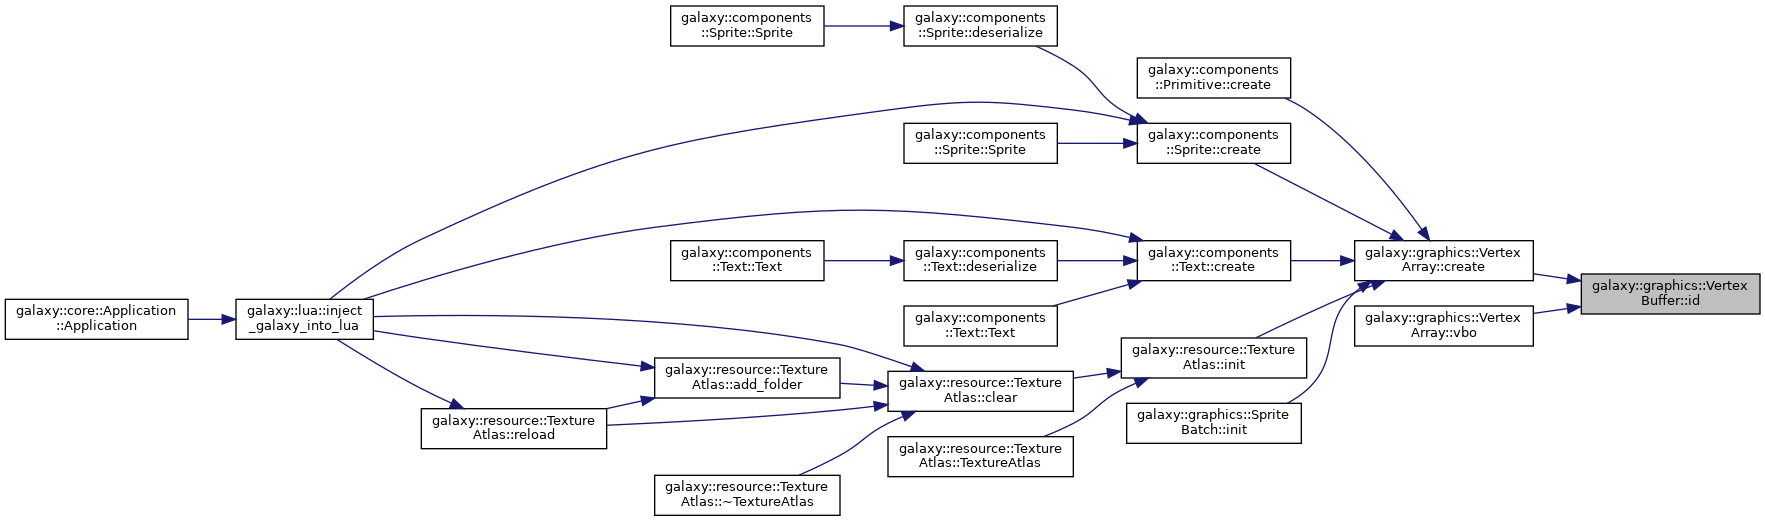 galaxy::components
::Sprite::Sprite
galaxy::components
::Sprite::deserialize
galaxy::components
::Primitive::create
galaxy::components
::Sprite::Sprite
galaxy::components
::Sprite::create
galaxy::components
::Text::Text
galaxy::components
::Text::deserialize
galaxy::components
::Text::create
galaxy::graphics::Vertex
Array::create
galaxy::graphics::Vertex
Buffer::id
galaxy::core::Application
::Application
galaxy::lua::inject
_galaxy_into_lua
galaxy::components
::Text::Text
galaxy::graphics::Vertex
Array::vbo
galaxy::resource::Texture
Atlas::init
galaxy::resource::Texture
Atlas::add_folder
galaxy::resource::Texture
Atlas::clear
galaxy::resource::Texture
Atlas::reload
galaxy::graphics::Sprite
Batch::init
galaxy::resource::Texture
Atlas::TextureAtlas
galaxy::resource::Texture
Atlas::~TextureAtlas